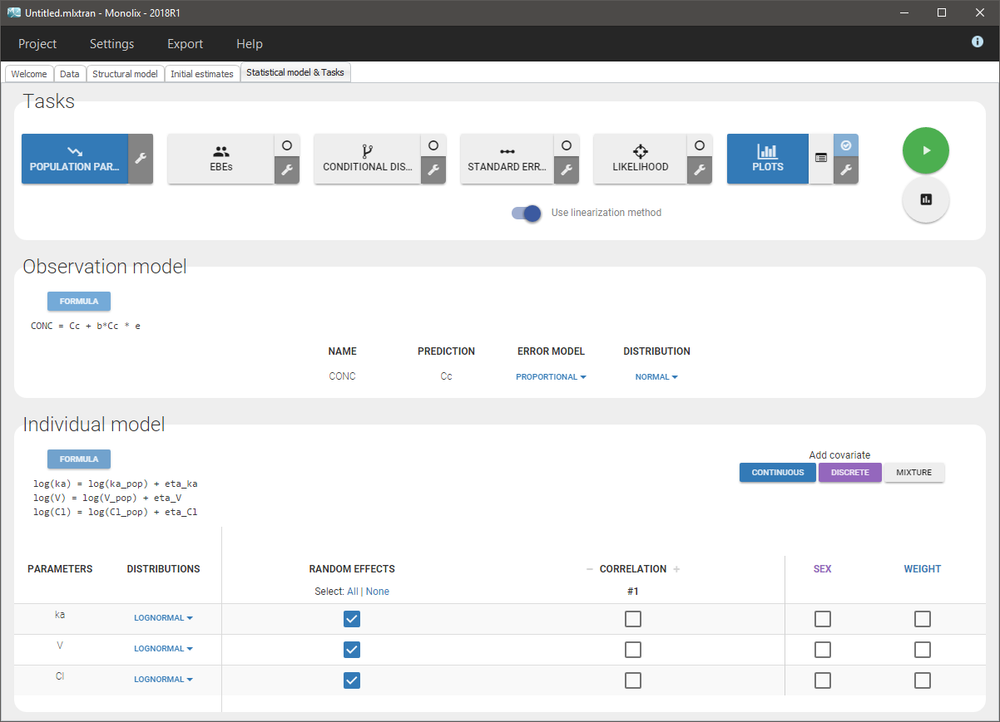 Untitled.mlxtran - Monolix - 2018R1
Project Settings Export Help
Welcome Data Structural model Initial estimates Statistical model & Tasks
Tasks
POPULATION PAR... EBEs CONDITIONAL DIS... STANDARD ERR... LIKELIHOOD PLOTS
Use linearization method
Observation model
FORMULA
CONC = Cc + b*Cc * e
NAME PREDICTION ERROR MODEL DISTRIBUTION
CONC Cc PROPORTIONAL NORMAL
Individual model
FORMULA
Add covariate
CONTINUOUS DISCRETE MIXTURE
log(ka) = log(ka_pop) + eta_ka
log(V) = log(V_pop) + eta_V
log(Cl) = log(Cl_pop) + eta_Cl
PARAMETERS DISTRIBUTIONS RANDOM EFFECTS − CORRELATION + SEX WEIGHT
Select: All | None #1
ka LOGNORMAL
V LOGNORMAL
Cl LOGNORMAL